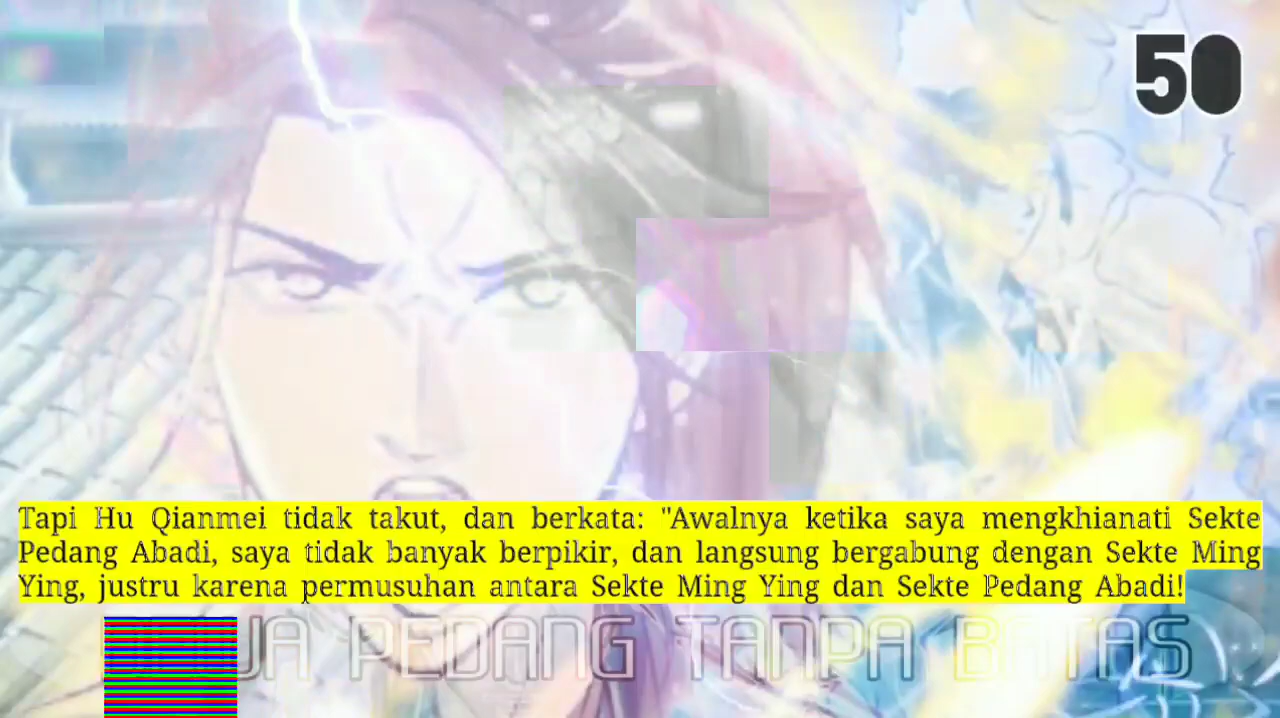 50
Tapi Hu Qianmei tidak takut, dan berkata: "Awalnya ketika saya mengkhianati Sekte
Pedang Abadi, saya tidak banyak berpikir, dan langsung bergabung dengan Sekte Ming
Ying, justru karena permusuhan antara Sekte Ming Ying dan Sekte Pedang Abadi!
PEDANG TANPA BATAS